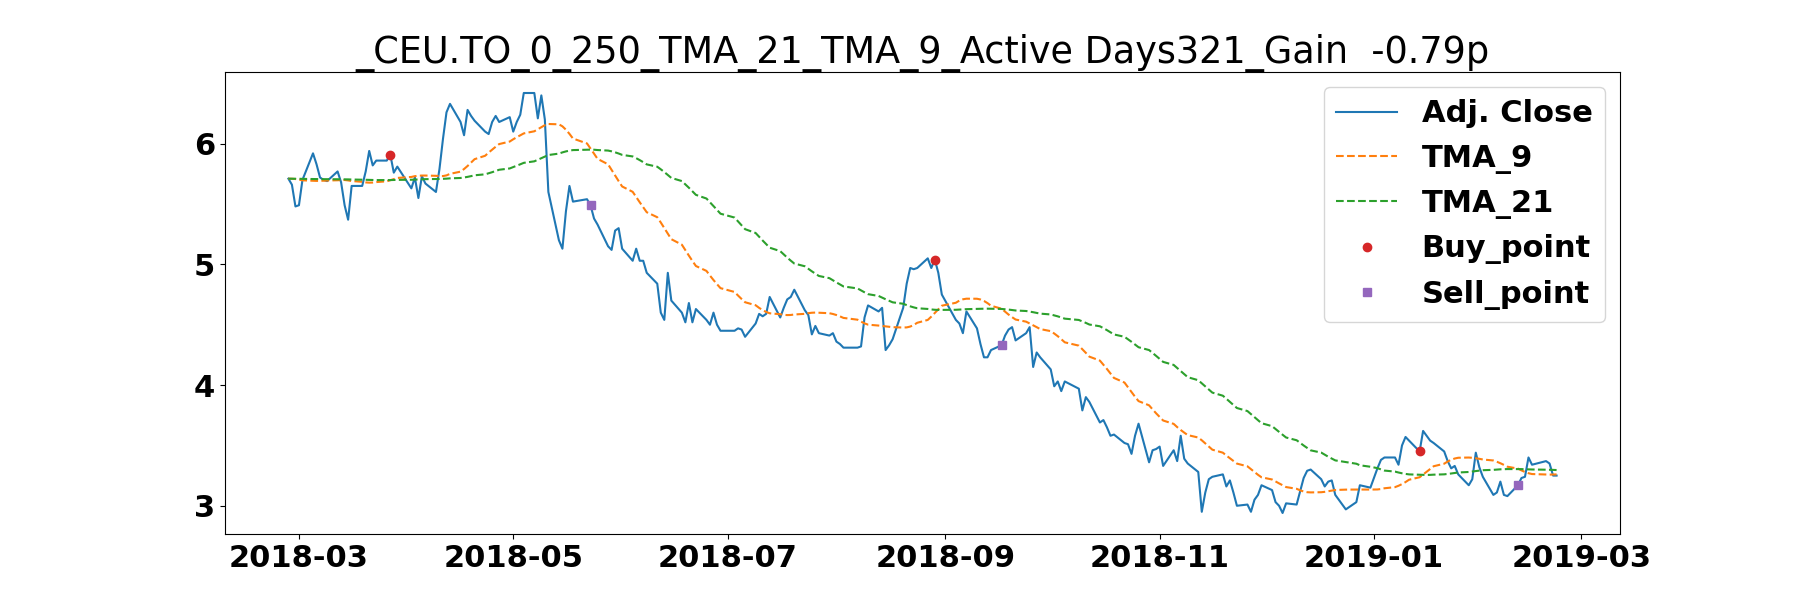 _CEU.TO_0_250_TMA_21_TMA_9_Active Days321_Gain  -0.79p
Adj. Close
TMA_9
TMA_21
Buy_point
Sell_point
6
5
4
3
2018-03 2018-05 2018-07 2018-09 2018-11 2019-01 2019-03